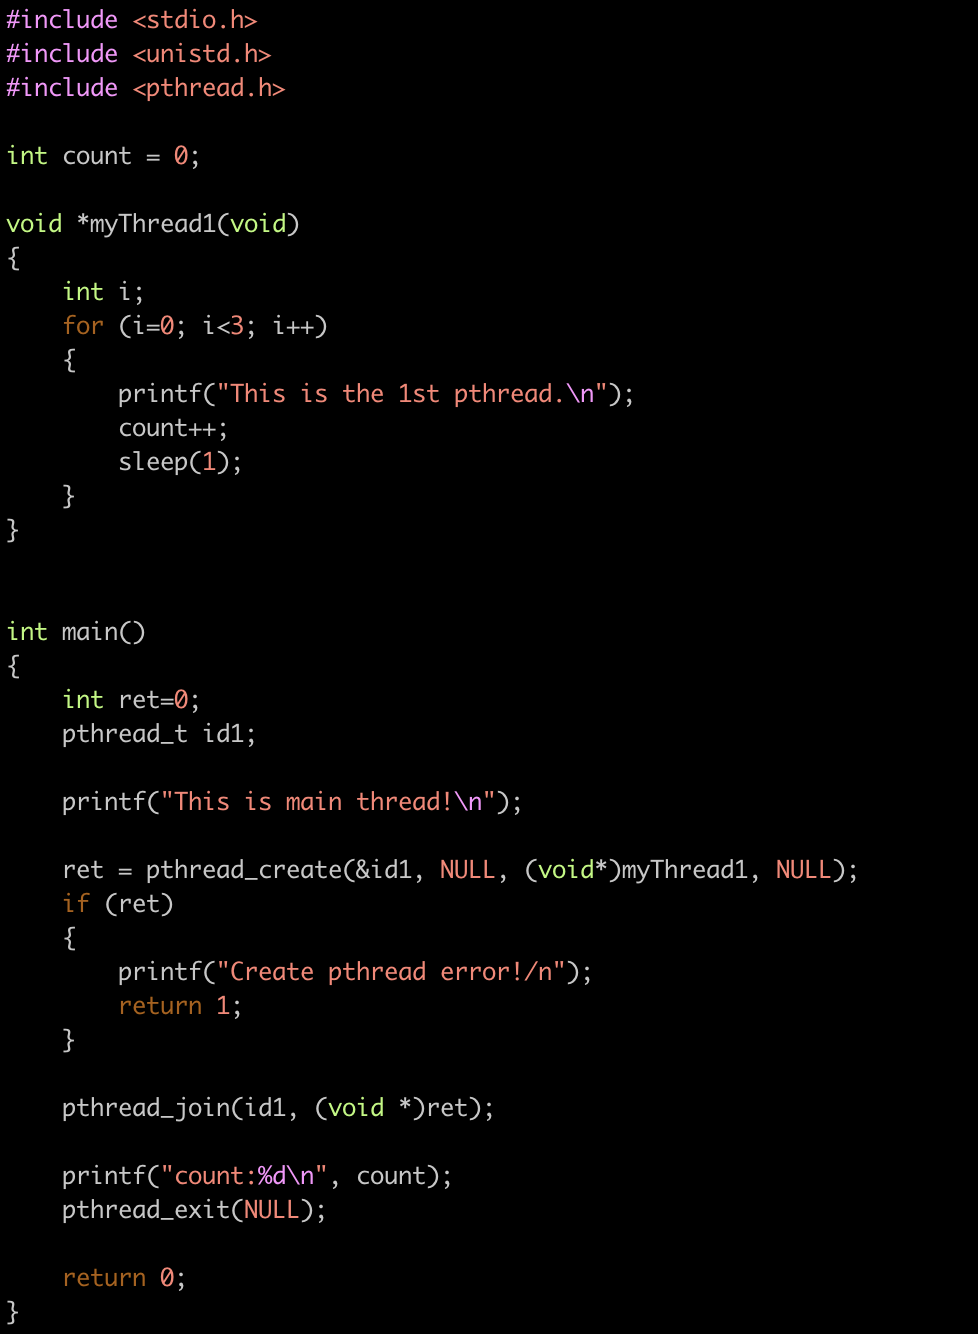 #include <stdio.h>
#include <unistd.h>
#include <pthread.h>

int count = 0;

void *myThread1(void)
{
    int i;
    for (i=0; i<3; i++)
    {
        printf("This is the 1st pthread.\n");
        count++;
        sleep(1);
    }
}


int main()
{
    int ret=0;
    pthread_t id1;

    printf("This is main thread!\n");

    ret = pthread_create(&id1, NULL, (void*)myThread1, NULL);
    if (ret)
    {
        printf("Create pthread error!/n");
        return 1;
    }

    pthread_join(id1, (void *)ret);

    printf("count:%d\n", count);
    pthread_exit(NULL);

    return 0;
}